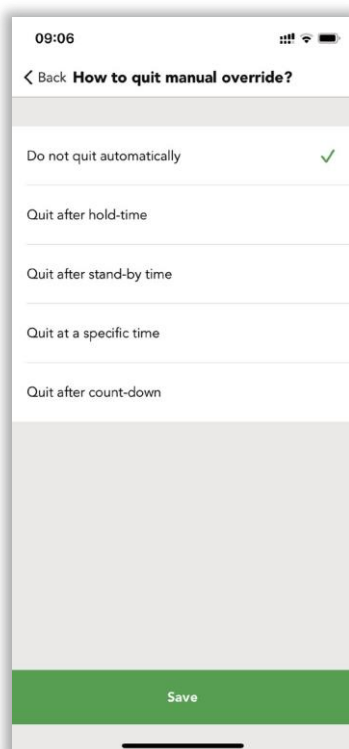 09:06
Back How to quit manual override?
Do not quit automatically
Quit after hold-time
Quit after stand-by time
Quit at a specific time
Quit after count-down
Save